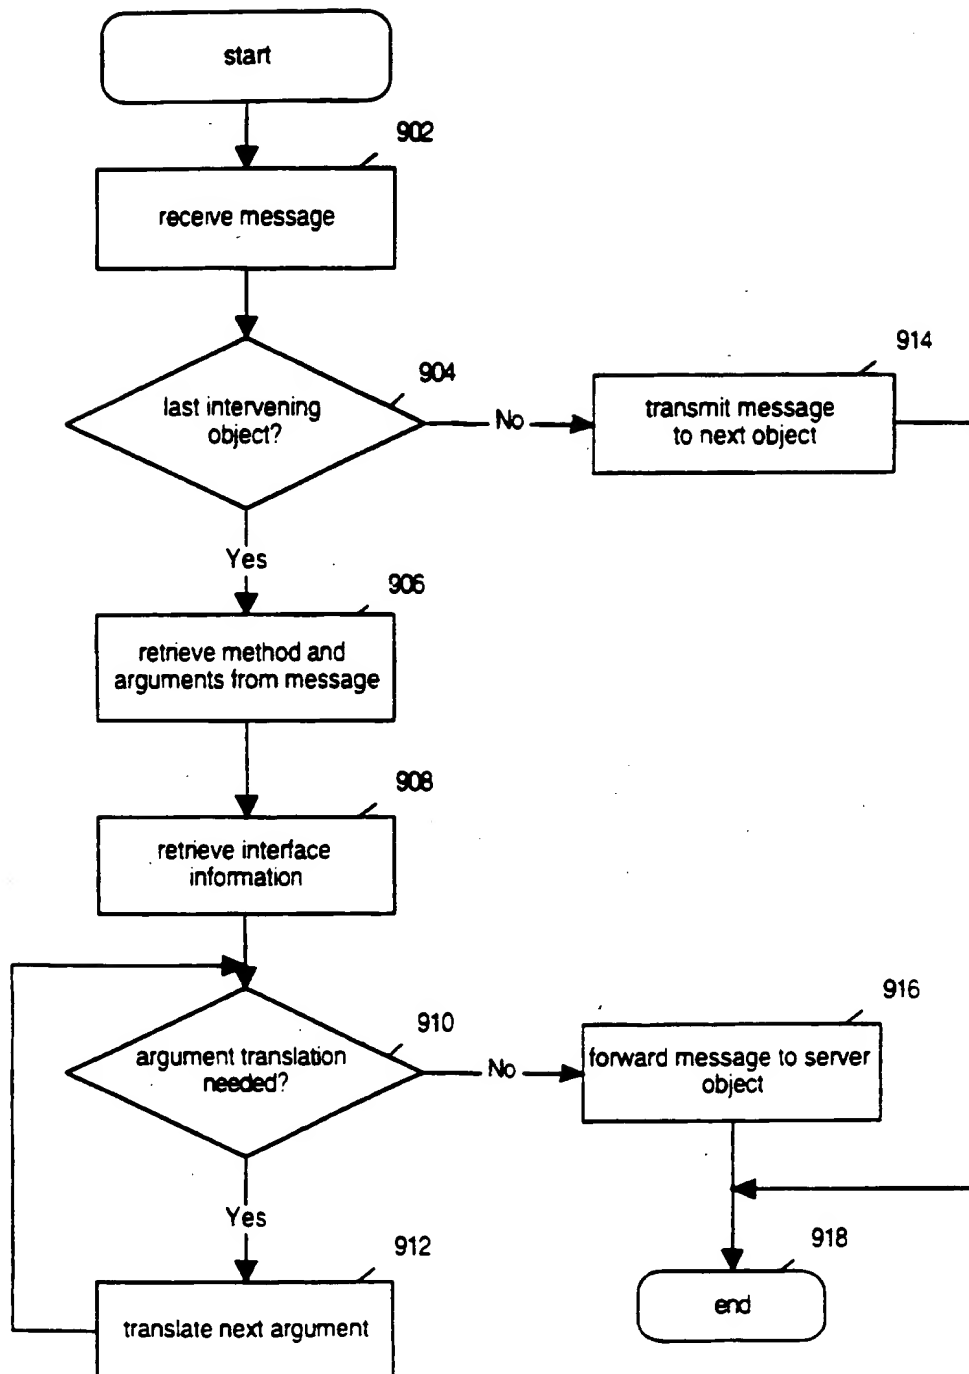 start
902
receive message
904
last intervening
object?
No
914
transmit message
to next object
Yes
906
retrieve method and
arguments from message
908
retrieve interface
information
910
argument translation
needed?
No
916
forward message to server
object
Yes
912
translate next argument
918
end